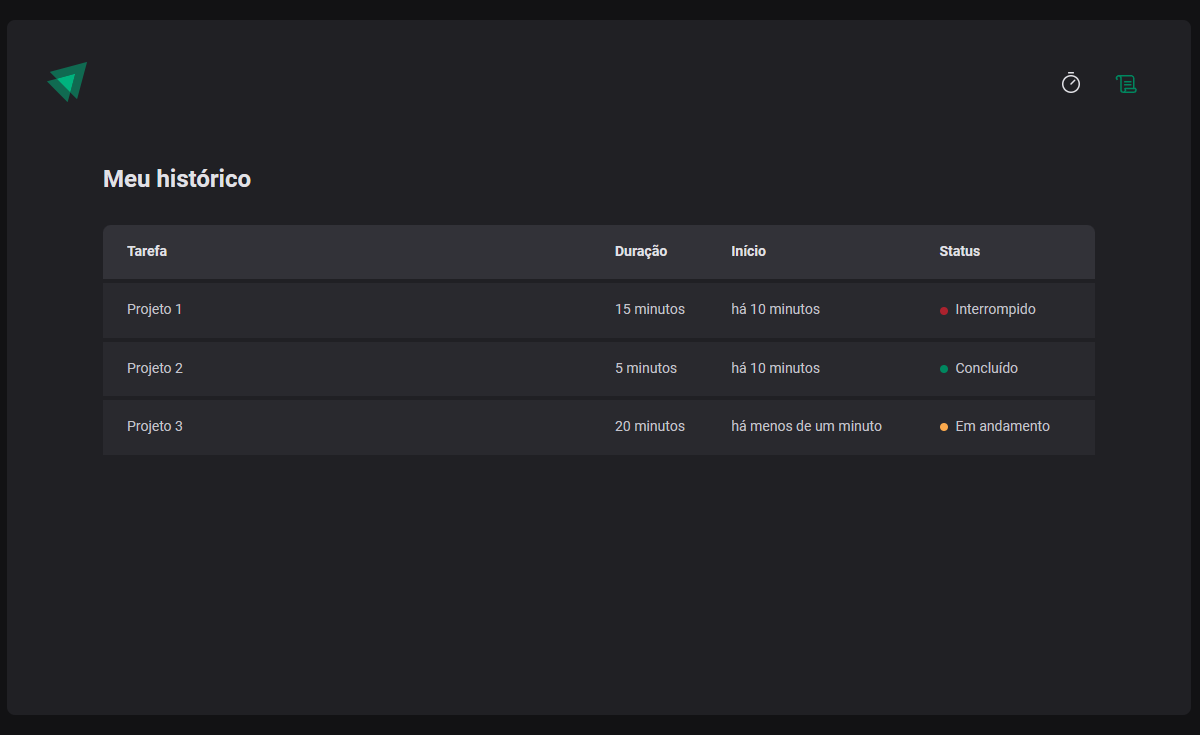 Meu histórico
Tarefa Duração Início Status
Projeto 1 15 minutos há 10 minutos Interrompido
Projeto 2 5 minutos há 10 minutos Concluído
Projeto 3 20 minutos há menos de um minuto Em andamento